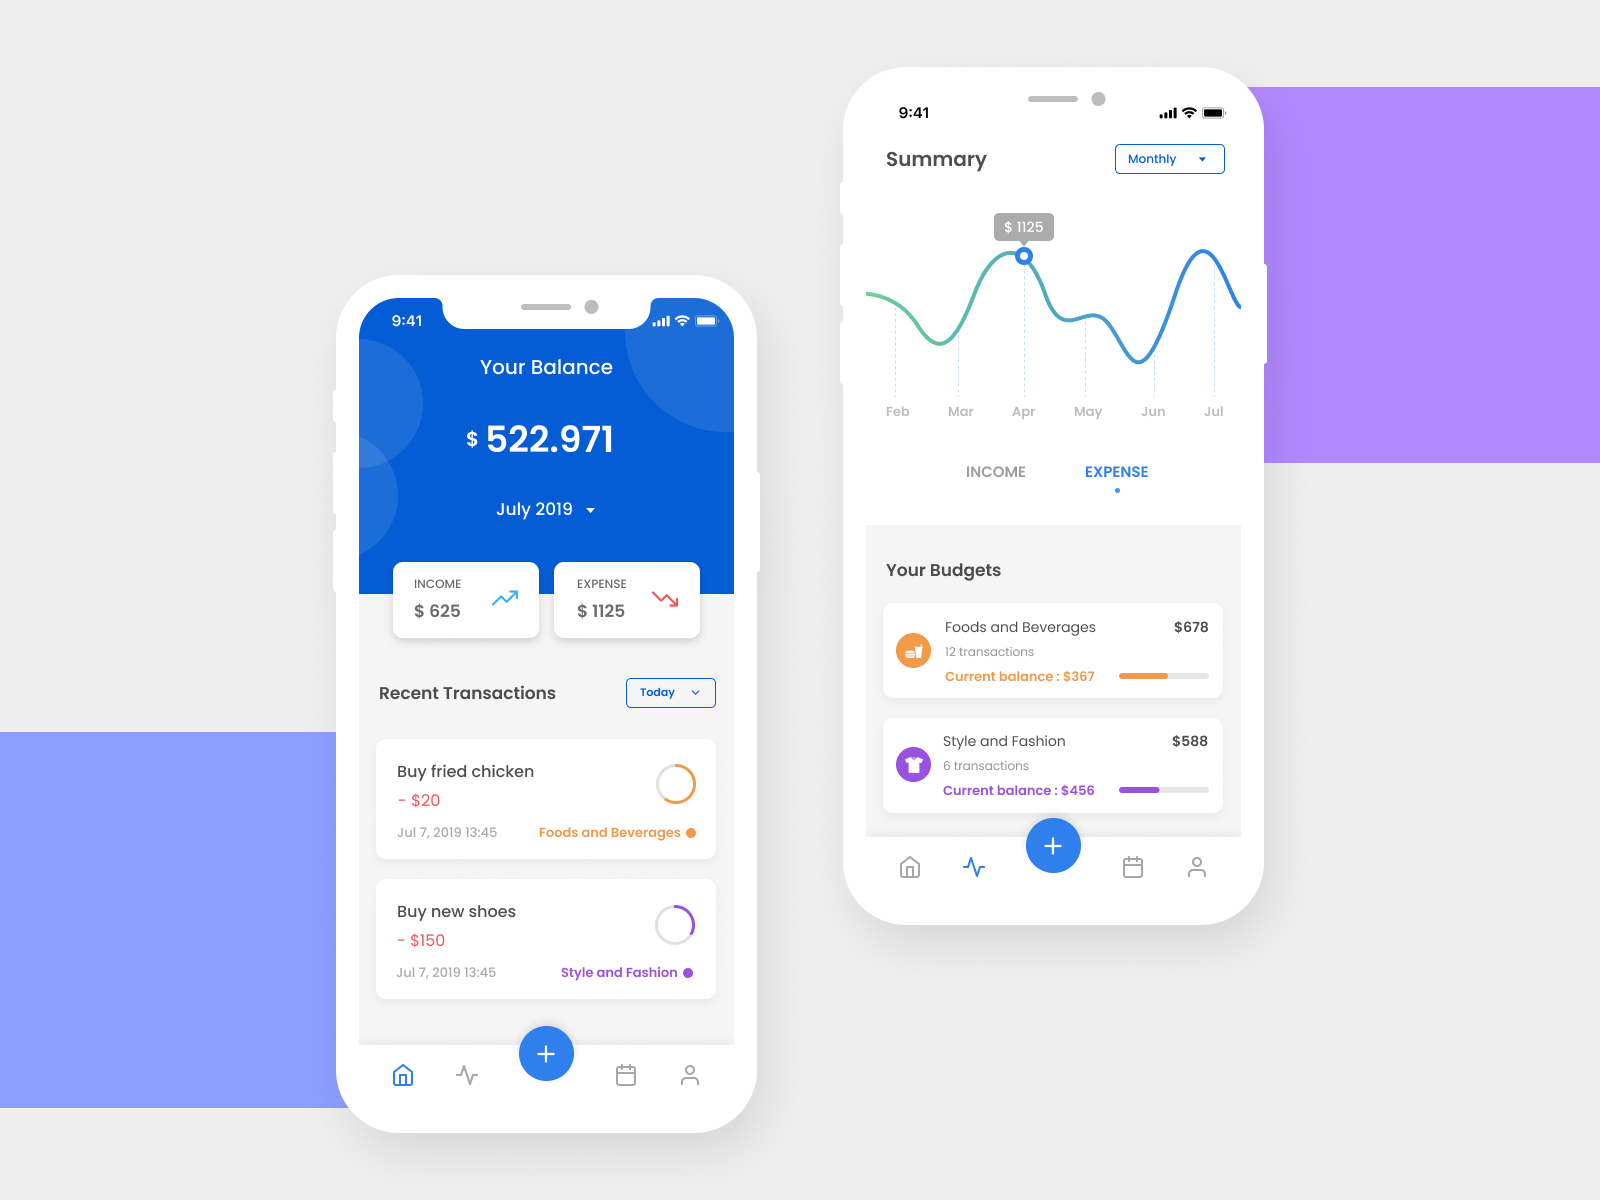 9:41
Your Balance
$ 522.971
July 2019
INCOME
$ 625
EXPENSE
$ 1125
Recent Transactions
Today
Buy fried chicken
- $20
Jul 7, 2019 13:45
Foods and Beverages
Buy new shoes
- $150
Jul 7, 2019 13:45
Style and Fashion
9:41
Summary
Monthly
$ 1125
Feb Mar Apr May Jun Jul
INCOME
EXPENSE
Your Budgets
Foods and Beverages
$678
12 transactions
Current balance : $367
Style and Fashion
$588
6 transactions
Current balance : $456